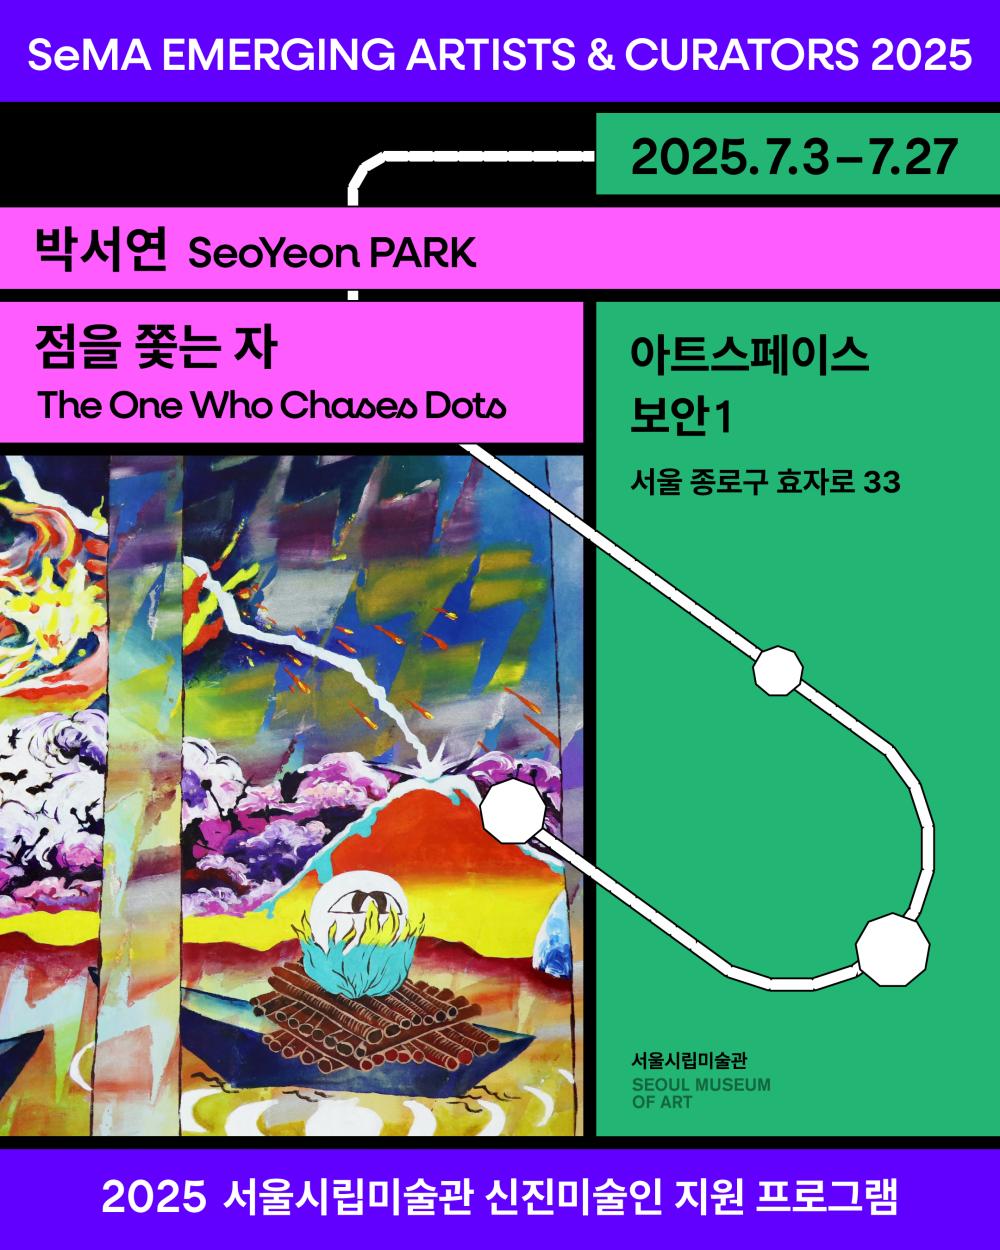 SeMA EMERGING ARTISTS & CURATORS 2025
2025.7.3–7.27
박서연 SeoYeon PARK
점을 쫓는 자
The One Who Chases Dots
아트스페이스
보안1
서울 종로구 효자로 33
서울시립미술관
SEOUL MUSEUM
OF ART
2025 서울시립미술관 신진미술인 지원 프로그램